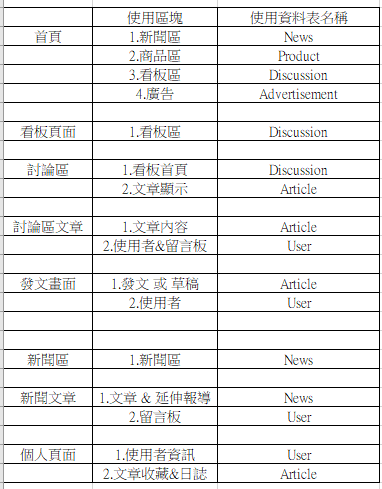 使用區塊 使用資料表名稱
首頁 1.新聞區 News
2.商品區 Product
3.看板區 Discussion
4.廣告 Advertisement
看板頁面 1.看板區 Discussion
討論區 1.看板首頁 Discussion
2.文章顯示 Article
討論區文章 1.文章內容 Article
2.使用者&留言板 User
發文畫面 1.發文 或 草稿 Article
2.使用者 User
新聞區 1.新聞區 News
新聞文章 1.文章 & 延伸報導 News
2.留言板 User
個人頁面 1.使用者資訊 User
2.文章收藏&日誌 Article